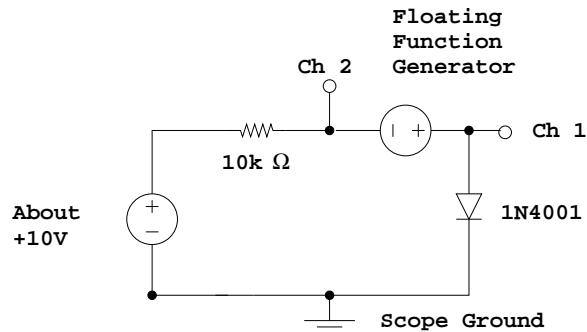 Floating
Function
Generator
Ch 2
Ch 1
10k Ω
About
+10V
1N4001
Scope Ground